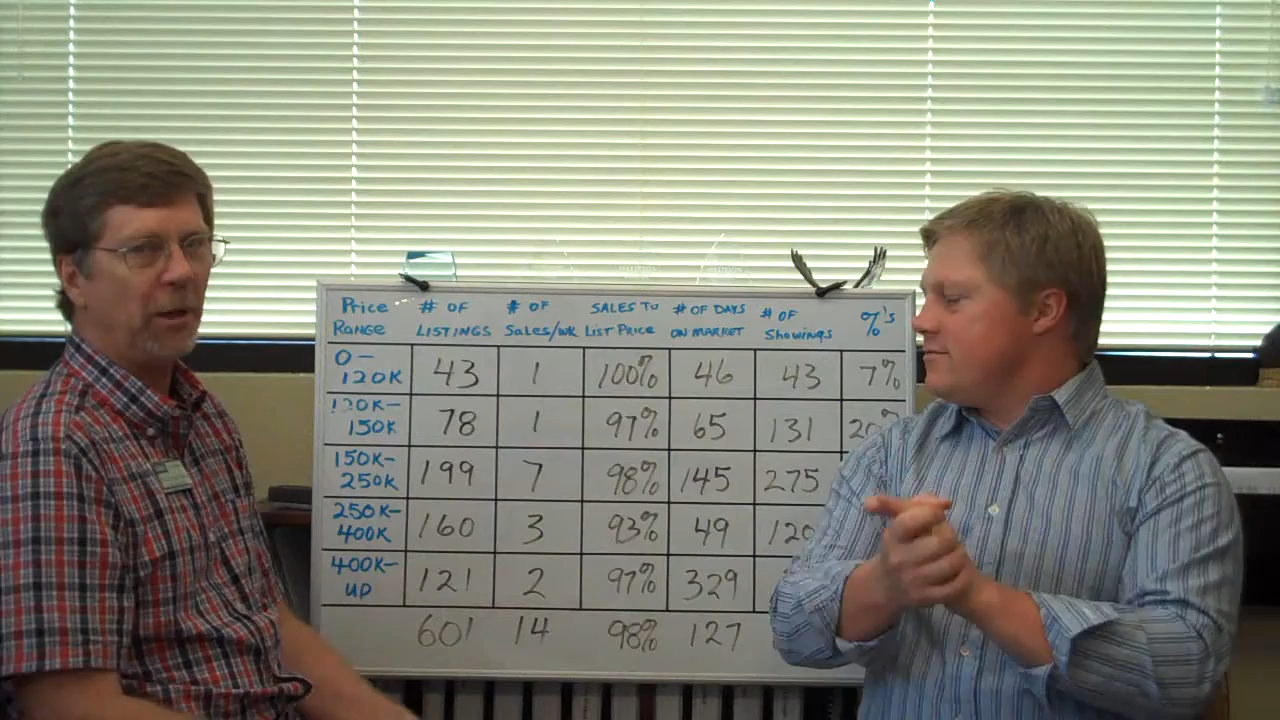 Price RANGE # OF LISTINGS # OF Sales/WK SALES TO LIST PRICE # OF DAYS ON MARKET # OF Showings %'s
0-120K 43 1 100% 46 43 7%
120K-150K 78 1 97% 65 131
150K-250K 199 7 98% 145 275
250K-400K 160 3 93% 49 120
400K-UP 121 2 97% 329
601 14 98% 127